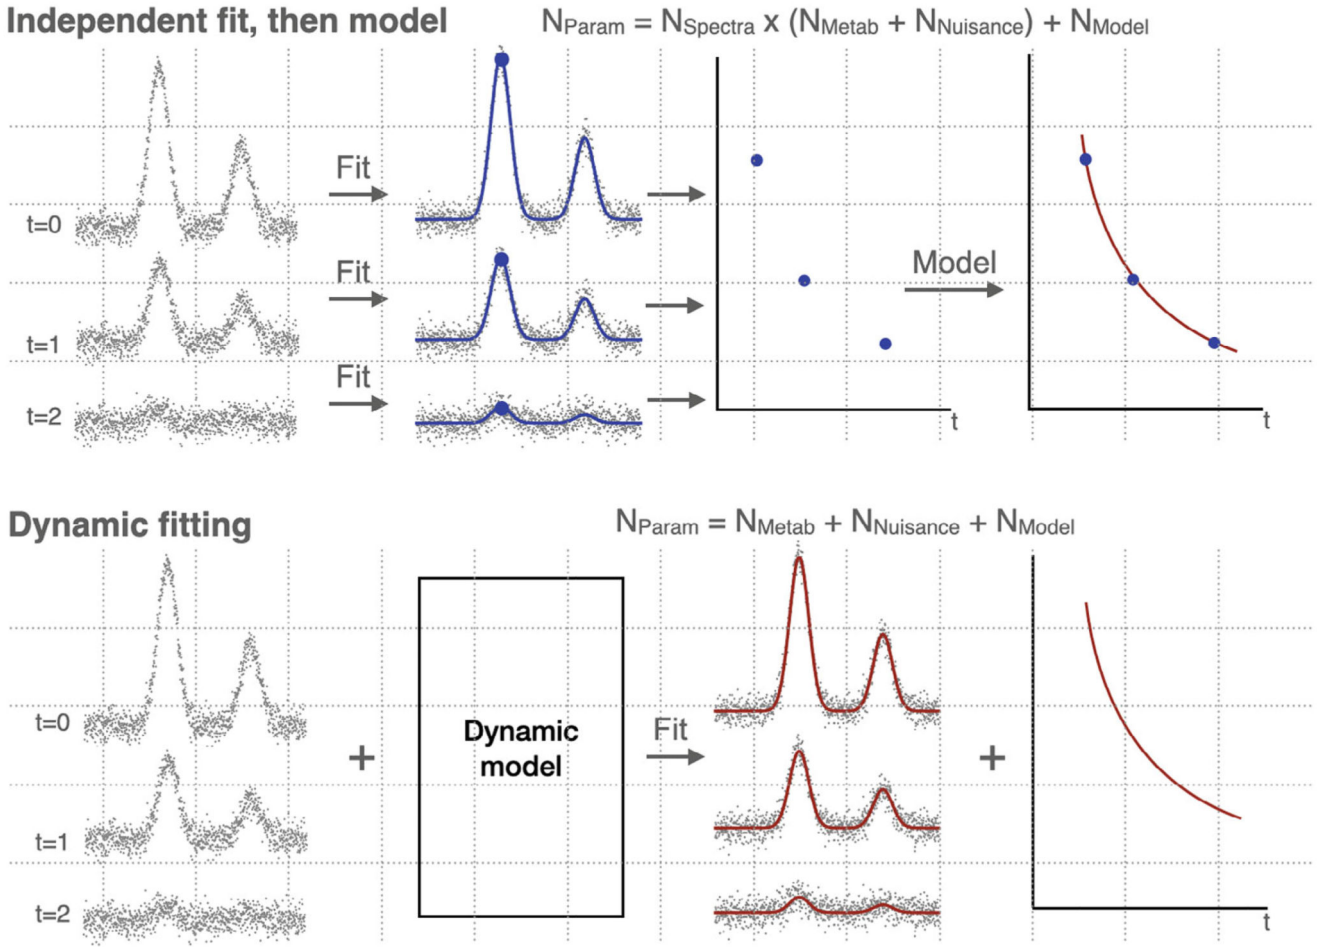 Independent fit, then model
N_Param = N_Spectra x (N_Metab + N_Nuisance) + N_Model
Fit
t=0
Fit
Model
t=1
Fit
t=2
t
t
Dynamic fitting
N_Param = N_Metab + N_Nuisance + N_Model
t=0
Dynamic
model
Fit
+
+
t=1
t=2
t